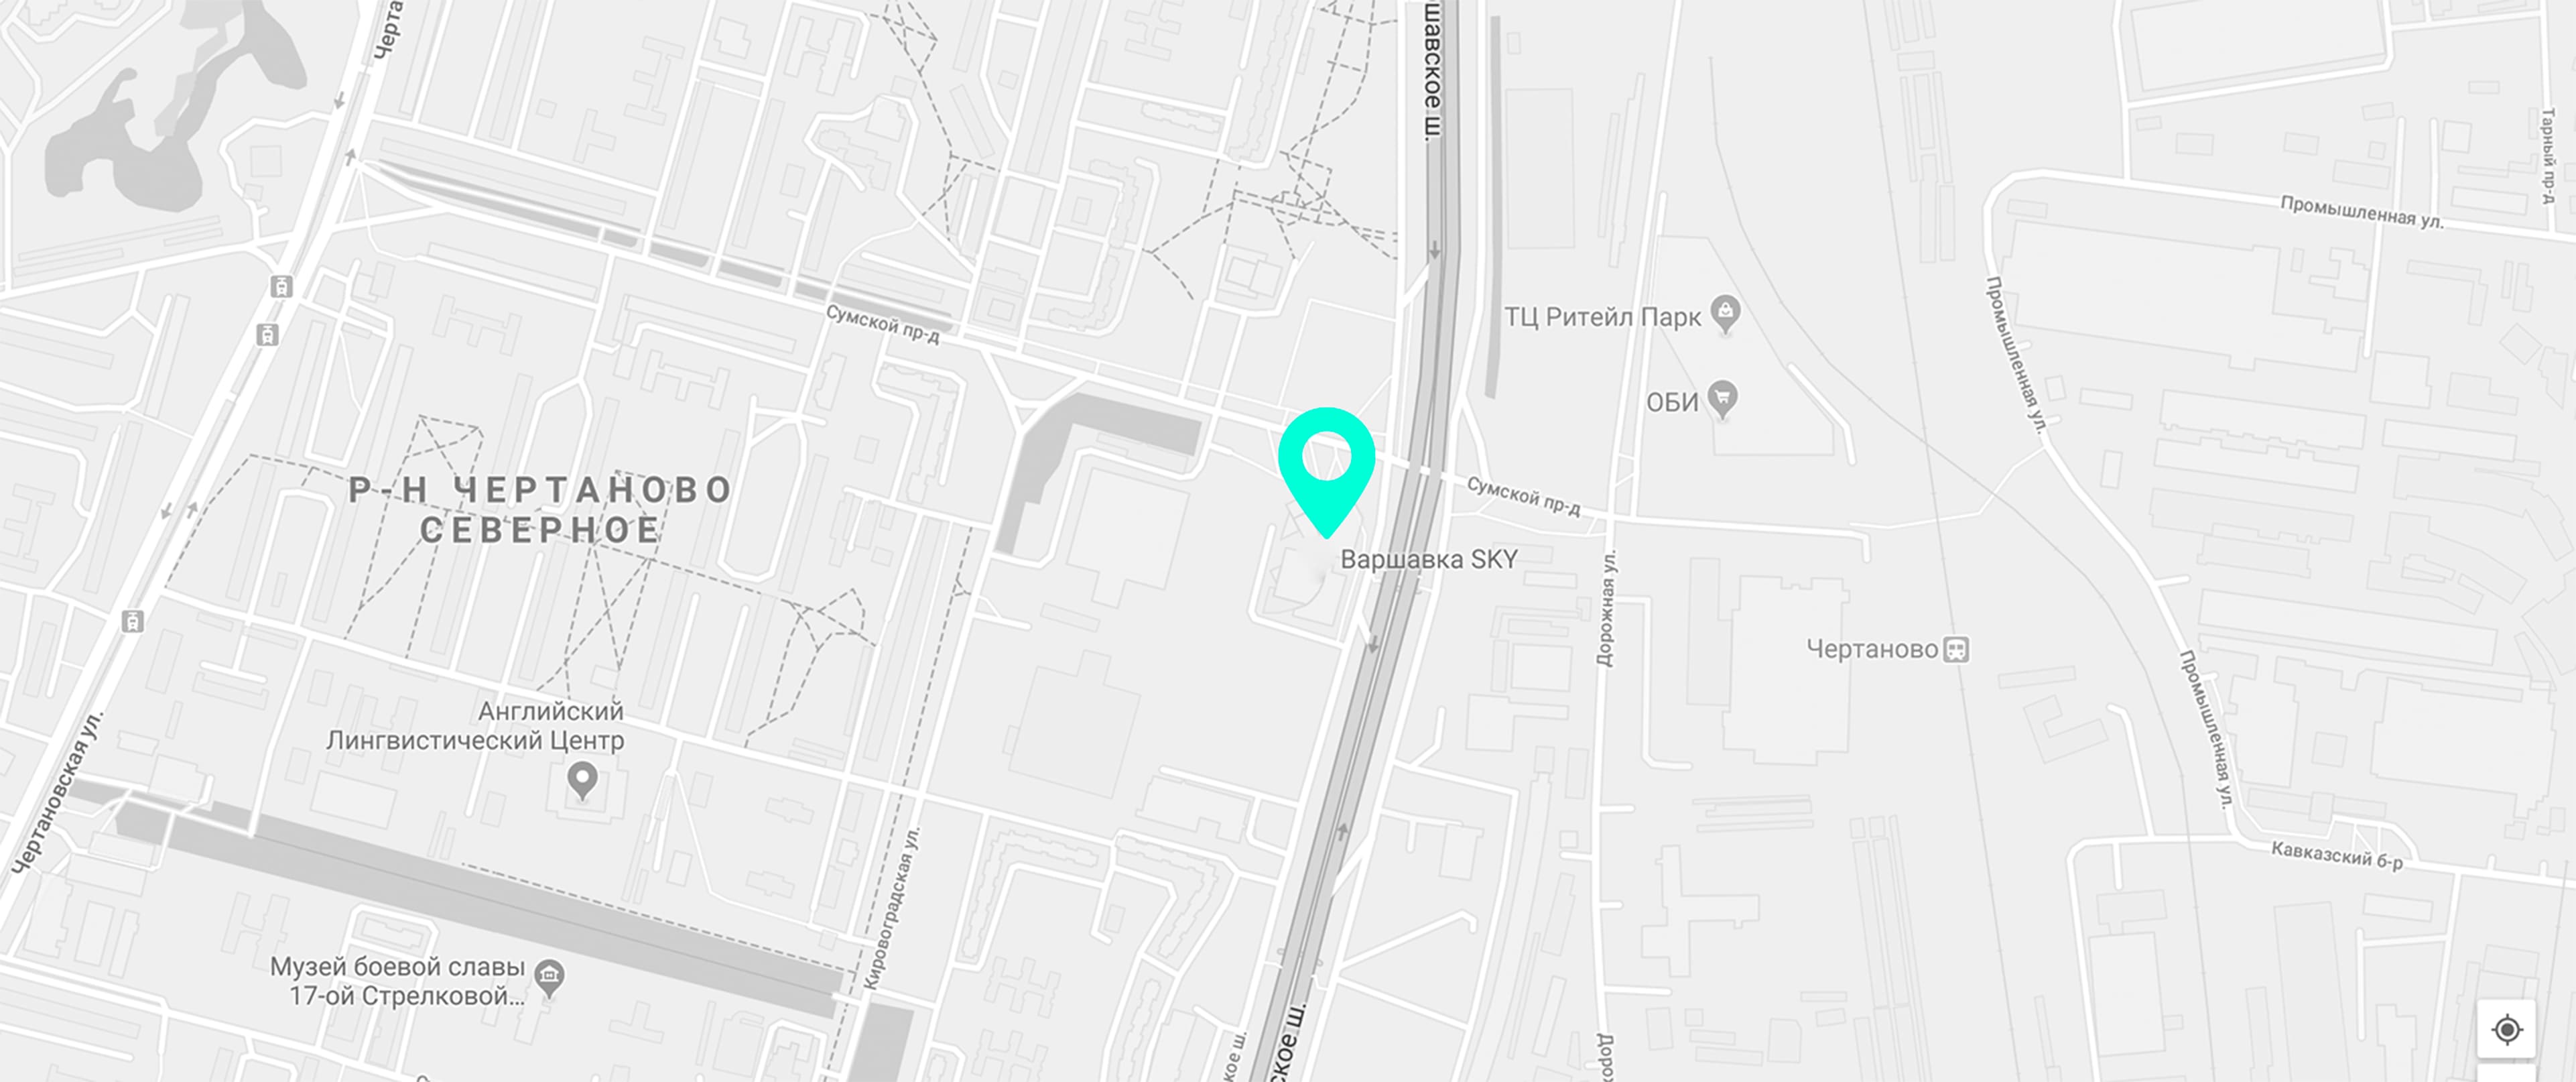 Черта
шавское ш.
Тарный пр-д
Промышленная ул.
Промышленная ул.
Сумской пр-д
ТЦ Ритейл Парк
ОБИ
Р-Н ЧЕРТАНОВО
СЕВЕРНОЕ
Сумской пр-д
Варшавка SKY
Дорожная ул.
Чертаново
Промышленная ул.
Английский
Лингвистический Центр
Чертановская ул.
Кировоградская ул.
Кавказский б-р
Музей боевой славы
17-ой Стрелковой...
кое ш.
ское ш.
Дорож